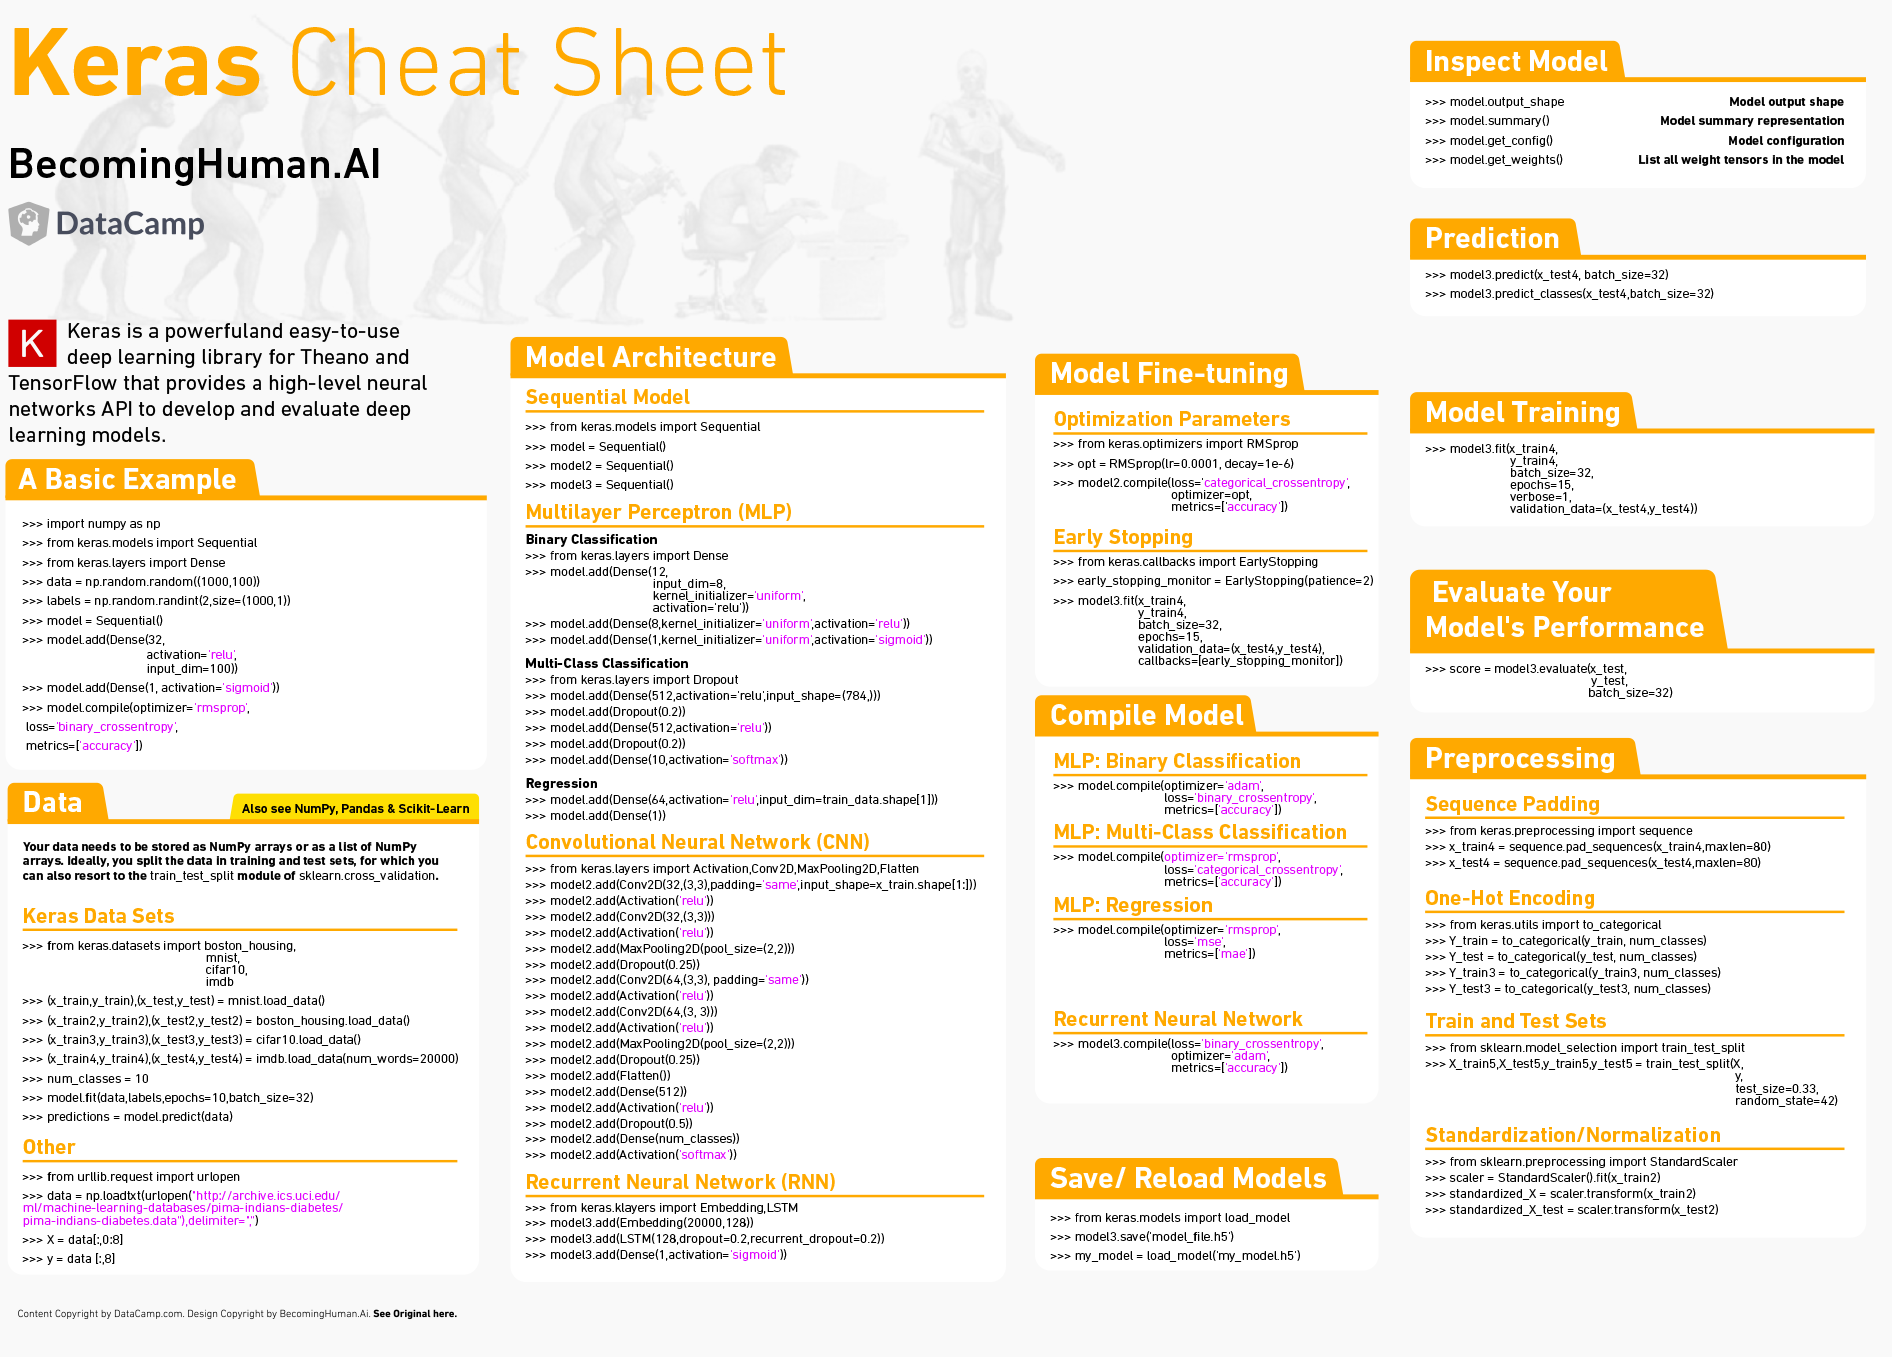 Keras Cheat Sheet
BecomingHuman.AI
DataCamp
K
Keras is a powerfuland easy-to-use
deep learning library for Theano and
TensorFlow that provides a high-level neural
networks API to develop and evaluate deep
learning models.
A Basic Example
>>> import numpy as np
>>> from keras.models import Sequential
>>> from keras.layers import Dense
>>> data = np.random.random((1000,100))
>>> labels = np.random.randint(2,size=(1000,1))
>>> model = Sequential()
>>> model.add(Dense(32,
activation='relu',
input_dim=100))
>>> model.add(Dense(1, activation='sigmoid'))
>>> model.compile(optimizer='rmsprop',
loss='binary_crossentropy',
metrics=['accuracy'])
Data
Also see NumPy, Pandas & Scikit-Learn
Your data needs to be stored as NumPy arrays or as a list of NumPy
arrays. Ideally, you split the data in training and test sets, for which you
can also resort to the train_test_split module of sklearn.cross_validation.
Keras Data Sets
>>> from keras.datasets import boston_housing,
mnist,
cifar10,
imdb
>>> (x_train,y_train),(x_test,y_test) = mnist.load_data()
>>> (x_train2,y_train2),(x_test2,y_test2) = boston_housing.load_data()
>>> (x_train3,y_train3),(x_test3,y_test3) = cifar10.load_data()
>>> (x_train4,y_train4),(x_test4,y_test4) = imdb.load_data(num_words=20000)
>>> num_classes = 10
>>> model.fit(data,labels,epochs=10,batch_size=32)
>>> predictions = model.predict(data)
Other
>>> from urllib.request import urlopen
>>> data = np.loadtxt(urlopen("http://archive.ics.uci.edu/
ml/machine-learning-databases/pima-indians-diabetes/
pima-indians-diabetes.data"),delimiter=",")
>>> X = data[:,0:8]
>>> y = data [:,8]
Model Architecture
Sequential Model
>>> from keras.models import Sequential
>>> model = Sequential()
>>> model2 = Sequential()
>>> model3 = Sequential()
Multilayer Perceptron (MLP)
Binary Classification
>>> from keras.layers import Dense
>>> model.add(Dense(12,
input_dim=8,
kernel_initializer='uniform',
activation='relu'))
>>> model.add(Dense(8,kernel_initializer='uniform',activation='relu'))
>>> model.add(Dense(1,kernel_initializer='uniform',activation='sigmoid'))
Multi-Class Classification
>>> from keras.layers import Dropout
>>> model.add(Dense(512,activation='relu',input_shape=(784,)))
>>> model.add(Dropout(0.2))
>>> model.add(Dense(512,activation='relu'))
>>> model.add(Dropout(0.2))
>>> model.add(Dense(10,activation='softmax'))
Regression
>>> model.add(Dense(64,activation='relu',input_dim=train_data.shape[1]))
>>> model.add(Dense(1))
Convolutional Neural Network (CNN)
>>> from keras.layers import Activation,Conv2D,MaxPooling2D,Flatten
>>> model2.add(Conv2D(32,(3,3),padding='same',input_shape=x_train.shape[1:]))
>>> model2.add(Activation('relu'))
>>> model2.add(Conv2D(32,(3,3)))
>>> model2.add(Activation('relu'))
>>> model2.add(MaxPooling2D(pool_size=(2,2)))
>>> model2.add(Dropout(0.25))
>>> model2.add(Conv2D(64,(3,3), padding='same'))
>>> model2.add(Activation('relu'))
>>> model2.add(Conv2D(64,(3, 3)))
>>> model2.add(Activation('relu'))
>>> model2.add(MaxPooling2D(pool_size=(2,2)))
>>> model2.add(Dropout(0.25))
>>> model2.add(Flatten())
>>> model2.add(Dense(512))
>>> model2.add(Activation('relu'))
>>> model2.add(Dropout(0.5))
>>> model2.add(Dense(num_classes))
>>> model2.add(Activation('softmax'))
Recurrent Neural Network (RNN)
>>> from keras.klayers import Embedding,LSTM
>>> model3.add(Embedding(20000,128))
>>> model3.add(LSTM(128,dropout=0.2,recurrent_dropout=0.2))
>>> model3.add(Dense(1,activation='sigmoid'))
Model Fine-tuning
Optimization Parameters
>>> from keras.optimizers import RMSprop
>>> opt = RMSprop(lr=0.0001, decay=1e-6)
>>> model2.compile(loss='categorical_crossentropy',
optimizer=opt,
metrics=['accuracy'])
Early Stopping
>>> from keras.callbacks import EarlyStopping
>>> early_stopping_monitor = EarlyStopping(patience=2)
>>> model3.fit(x_train4,
y_train4,
batch_size=32,
epochs=15,
validation_data=(x_test4,y_test4),
callbacks=[early_stopping_monitor])
Compile Model
MLP: Binary Classification
>>> model.compile(optimizer='adam',
loss='binary_crossentropy',
metrics=['accuracy'])
MLP: Multi-Class Classification
>>> model.compile(optimizer='rmsprop',
loss='categorical_crossentropy',
metrics=['accuracy'])
MLP: Regression
>>> model.compile(optimizer='rmsprop',
loss='mse',
metrics=['mae'])
Recurrent Neural Network
>>> model3.compile(loss='binary_crossentropy',
optimizer='adam',
metrics=['accuracy'])
Save/ Reload Models
>>> from keras.models import load_model
>>> model3.save('model_file.h5')
>>> my_model = load_model('my_model.h5')
Inspect Model
>>> model.output_shape Model output shape
>>> model.summary() Model summary representation
>>> model.get_config() Model configuration
>>> model.get_weights() List all weight tensors in the model
Prediction
>>> model3.predict(x_test4, batch_size=32)
>>> model3.predict_classes(x_test4,batch_size=32)
Model Training
>>> model3.fit(x_train4,
y_train4,
batch_size=32,
epochs=15,
verbose=1,
validation_data=(x_test4,y_test4))
Evaluate Your
Model's Performance
>>> score = model3.evaluate(x_test,
y_test,
batch_size=32)
Preprocessing
Sequence Padding
>>> from keras.preprocessing import sequence
>>> x_train4 = sequence.pad_sequences(x_train4,maxlen=80)
>>> x_test4 = sequence.pad_sequences(x_test4,maxlen=80)
One-Hot Encoding
>>> from keras.utils import to_categorical
>>> Y_train = to_categorical(y_train, num_classes)
>>> Y_test = to_categorical(y_test, num_classes)
>>> Y_train3 = to_categorical(y_train3, num_classes)
>>> Y_test3 = to_categorical(y_test3, num_classes)
Train and Test Sets
>>> from sklearn.model_selection import train_test_split
>>> X_train5,X_test5,y_train5,y_test5 = train_test_split(X,
y,
test_size=0.33,
random_state=42)
Standardization/Normalization
>>> from sklearn.preprocessing import StandardScaler
>>> scaler = StandardScaler().fit(x_train2)
>>> standardized_X = scaler.transform(x_train2)
>>> standardized_X_test = scaler.transform(x_test2)
Content Copyright by DataCamp.com. Design Copyright by BecomingHuman.Ai. See Original here.